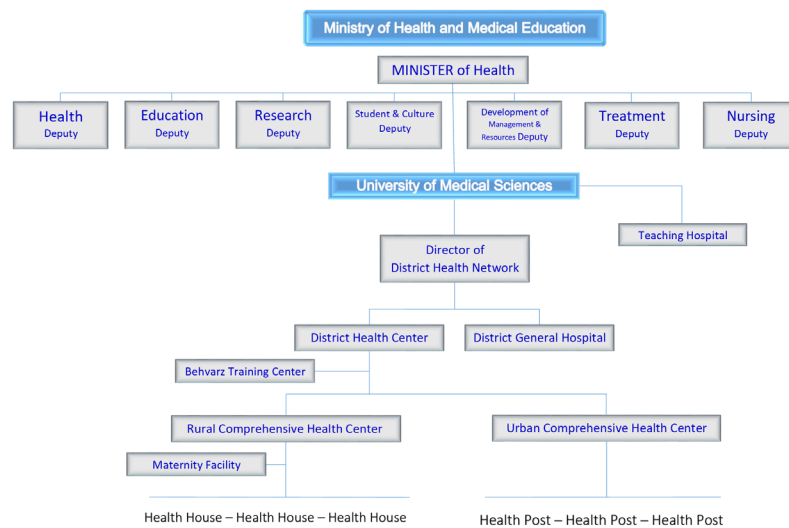 Ministry of Health and Medical Education
MINISTER of Health
Health
Deputy
Education
Deputy
Research
Deputy
Student & Culture
Deputy
Development of
Management &
Resources Deputy
Treatment
Deputy
Nursing
Deputy
University of Medical Sciences
Teaching Hospital
Director of
District Health Network
District Health Center
District General Hospital
Behvarz Training Center
Rural Comprehensive Health Center
Urban Comprehensive Health Center
Maternity Facility
Health House – Health House – Health House
Health Post – Health Post – Health Post